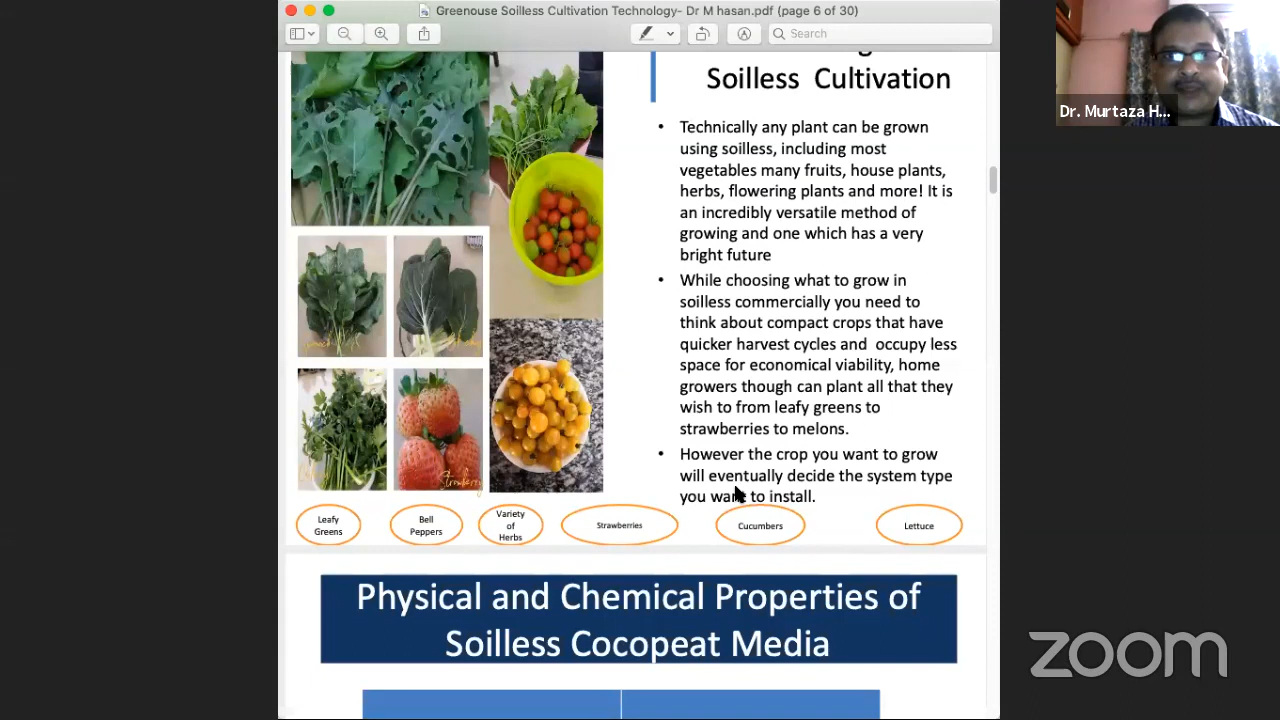 Greenouse Soilless Cultivation Technology- Dr M hasan.pdf (page 6 of 30)
Search
Soilless Cultivation
• Technically any plant can be grown
using soilless, including most
vegetables many fruits, house plants,
herbs, flowering plants and more! It is
an incredibly versatile method of
growing and one which has a very
bright future
• While choosing what to grow in
soilless commercially you need to
think about compact crops that have
quicker harvest cycles and occupy less
space for economical viability, home
growers though can plant all that they
wish to from leafy greens to
strawberries to melons.
• However the crop you want to grow
will eventually decide the system type
you want to install.
Strawberry
Leafy
Greens
Bell
Peppers
Variety
of
Herbs
Strawberries
Cucumbers
Lettuce
Physical and Chemical Properties of
Soilless Cocopeat Media
Dr. Murtaza H...
zoom